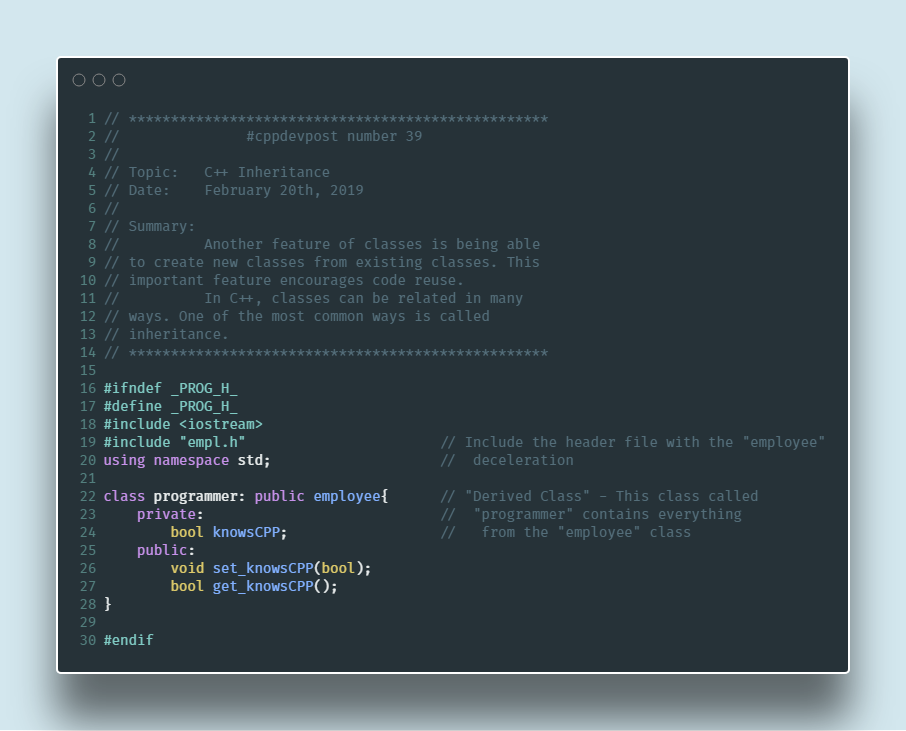 1 // **************************************************
2 //               #cppdevpost number 39
3 //
4 // Topic:   C++ Inheritance
5 // Date:    February 20th, 2019
6 //
7 // Summary:
8 //          Another feature of classes is being able
9 // to create new classes from existing classes. This
10 // important feature encourages code reuse.
11 //          In C++, classes can be related in many
12 // ways. One of the most common ways is called
13 // inheritance.
14 // **************************************************
15
16 #ifndef _PROG_H_
17 #define _PROG_H_
18 #include <iostream>
19 #include "empl.h"                       // Include the header file with the "employee"
20 using namespace std;                    //  deceleration
21
22 class programmer: public employee{      // "Derived Class" - This class called
23     private:                            //  "programmer" contains everything
24         bool knowsCPP;                  //   from the "employee" class
25     public:
26         void set_knowsCPP(bool);
27         bool get_knowsCPP();
28 }
29
30 #endif